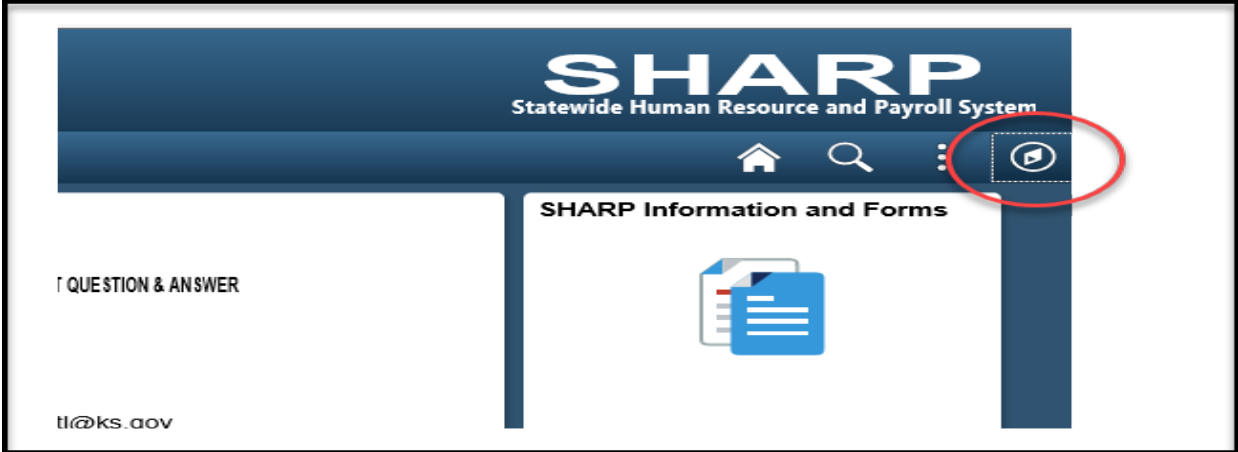 SHARP
Statewide Human Resource and Payroll System
SHARP Information and Forms
QUESTION & ANSWER
tl@ks.gov